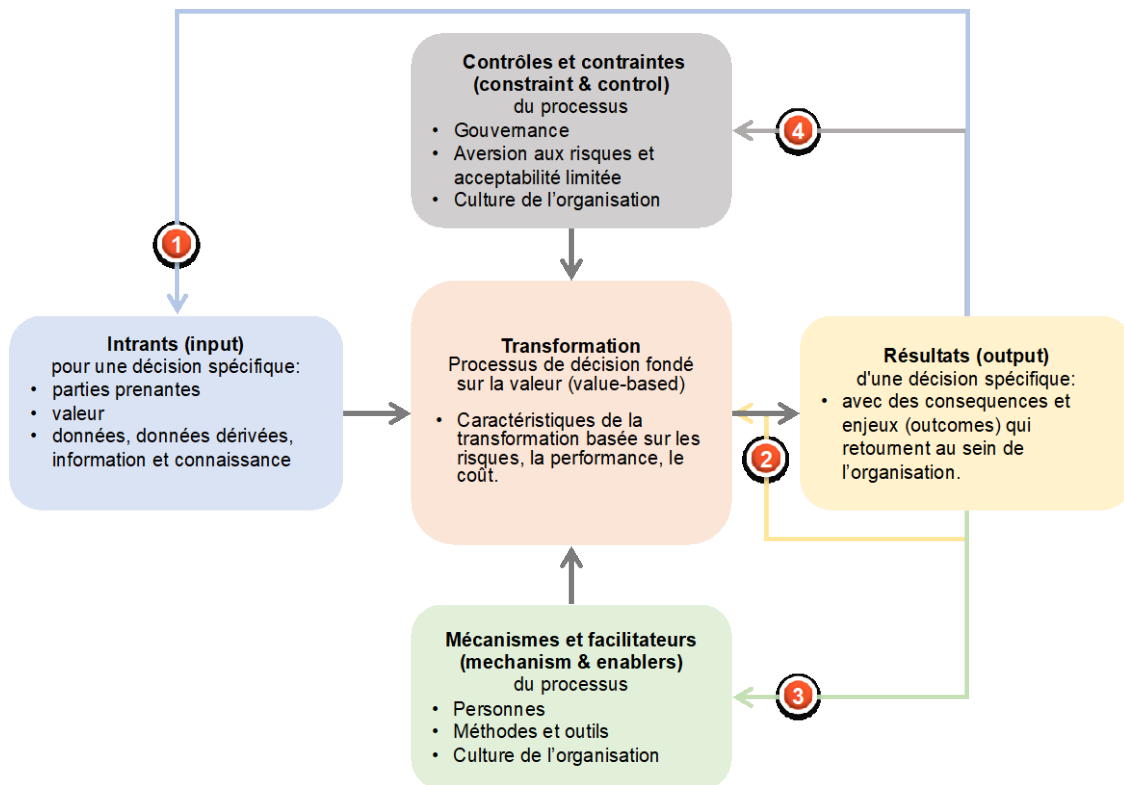 Contrôles et contraintes
(constraint & control)
du processus
• Gouvernance
• Aversion aux risques et
acceptabilité limitée
• Culture de l’organisation
4
1
Intrants (input)
pour une décision spécifique:
• parties prenantes
• valeur
• données, données dérivées,
information et connaissance
Transformation
Processus de décision fondé
sur la valeur (value-based)
• Caractéristiques de la
transformation basée sur les
risques, la performance, le
coût.
2
Résultats (output)
d'une décision spécifique:
• avec des consequences et
enjeux (outcomes) qui
retournent au sein de
l’organisation.
Mécanismes et facilitateurs
(mechanism & enablers)
du processus
• Personnes
• Méthodes et outils
• Culture de l’organisation
3